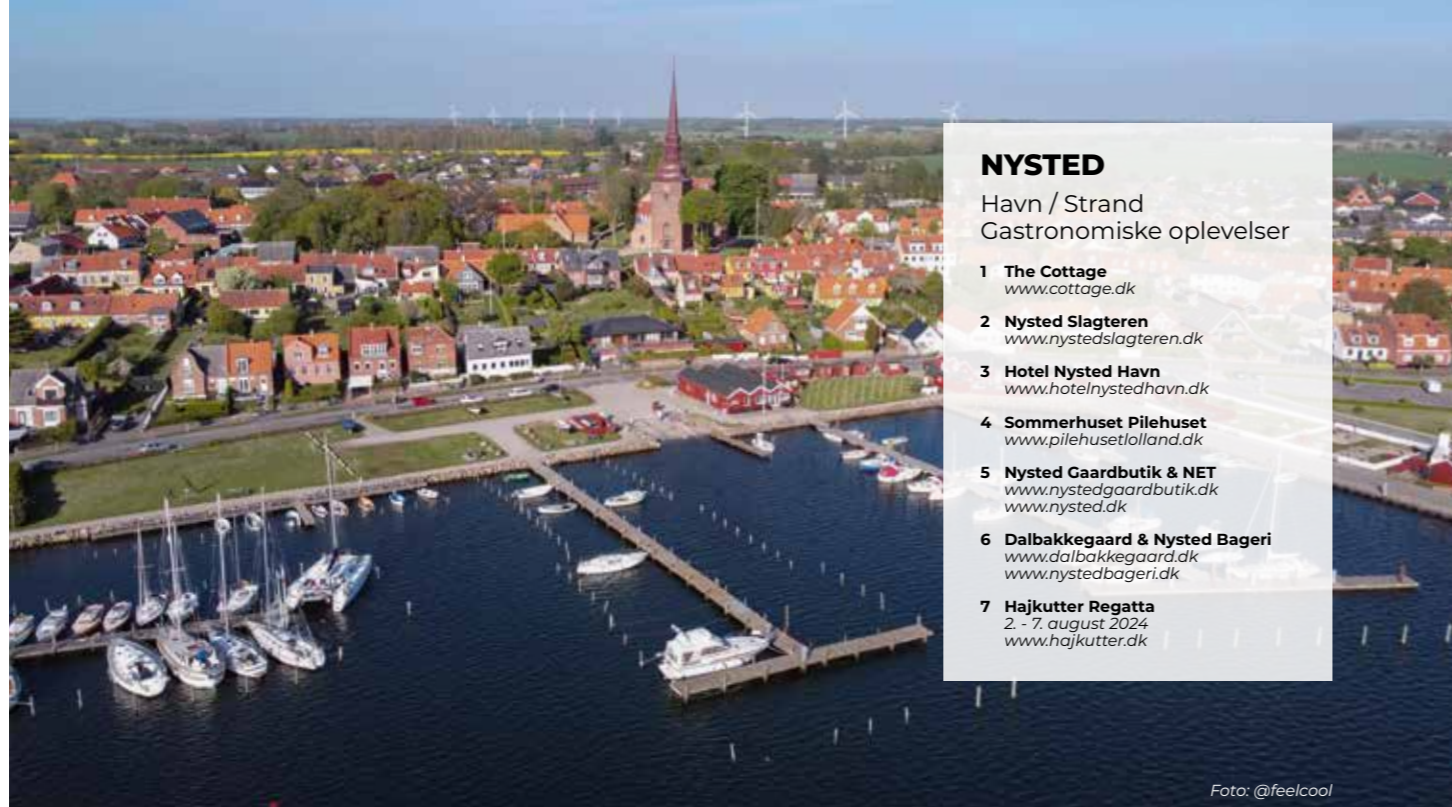 NYSTED
Havn / Strand
Gastronomiske oplevelser
1 The Cottage
www.cottage.dk
2 Nysted Slagteren
www.nystedslagteren.dk
3 Hotel Nysted Havn
www.hotelnystedhavn.dk
4 Sommerhuset Pilehuset
www.pilehusetlolland.dk
5 Nysted Gaardbutik & NET
www.nystedgaardbutik.dk
www.nysted.dk
6 Dalbakkegaard & Nysted Bageri
www.dalbakkegaard.dk
www.nystedbageri.dk
7 Hajkutter Regatta
2. - 7. august 2024
www.hajkutter.dk
Foto: @feelcool